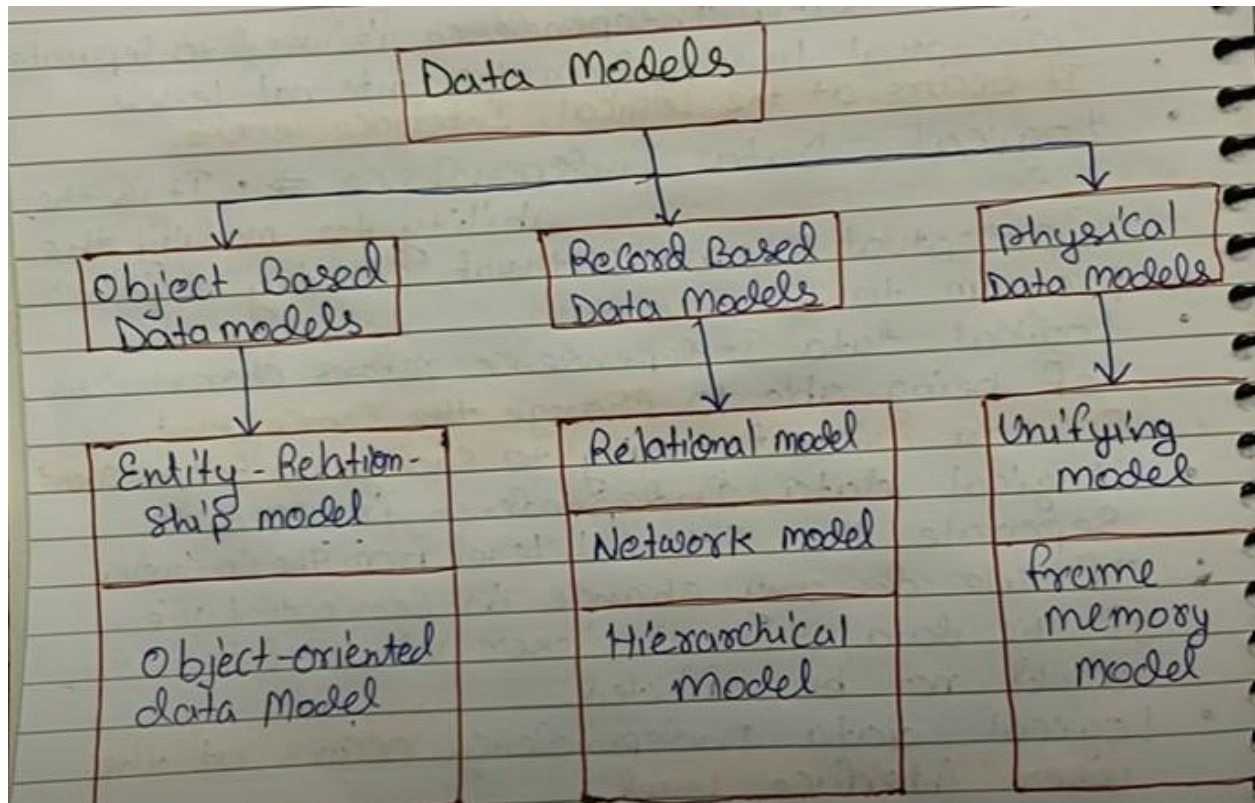 Data Models
Object Based
Data models
Record Based
Data Models
physical
Data models
Entity-Relation-
Ship model
Object-oriented
data Model
Relational model
Network model
Hierarchical
Model
Unifying
model
frame
memory
model